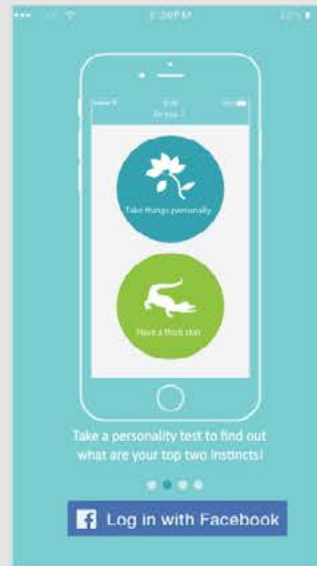 Take things personally
Have a thick skin
Take a personality test to find out
what are your top two instincts!
Log in with Facebook